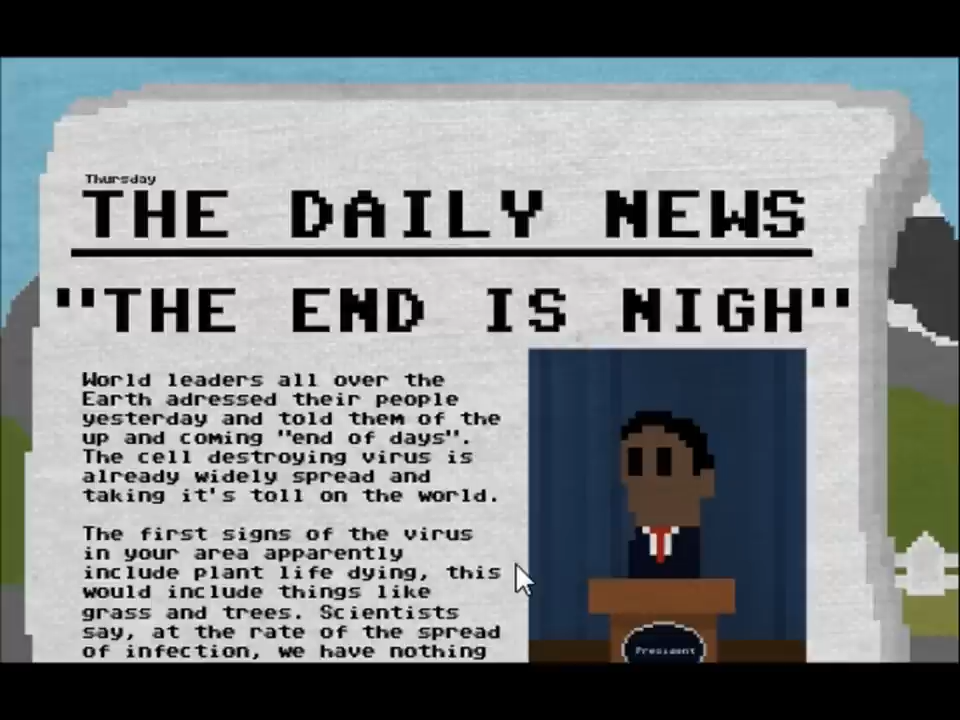 Thursday
THE DAILY NEWS
"THE END IS NIGH"
World leaders all over the
Earth adressed their people
yesterday and told them of the
up and coming "end of days".
The cell destroying virus is
already widely spread and
taking it's toll on the world.
The first signs of the virus
in your area apparently
include plant life dying, this
would include things like
grass and trees. Scientists
say, at the rate of the spread
of infection, we have nothing
President